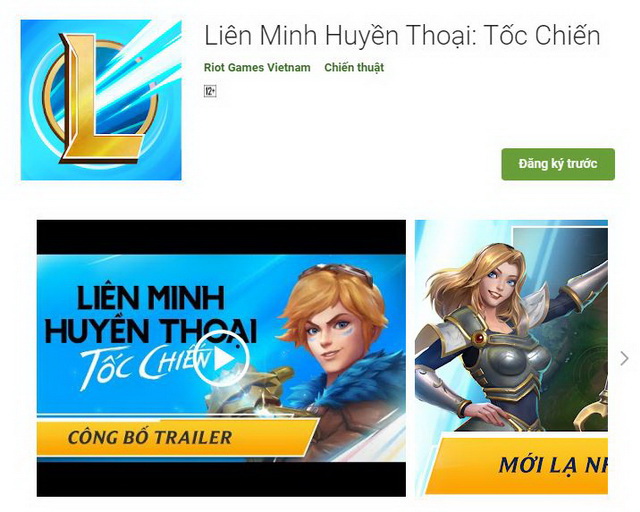 Liên Minh Huyền Thoại: Tốc Chiến
Riot Games Vietnam Chiến thuật
12+
Đăng ký trước
LIÊN MINH
HUYỀN THOẠI
TỐC CHIẾN
CÔNG BỐ TRAILER
MỚI LẠ